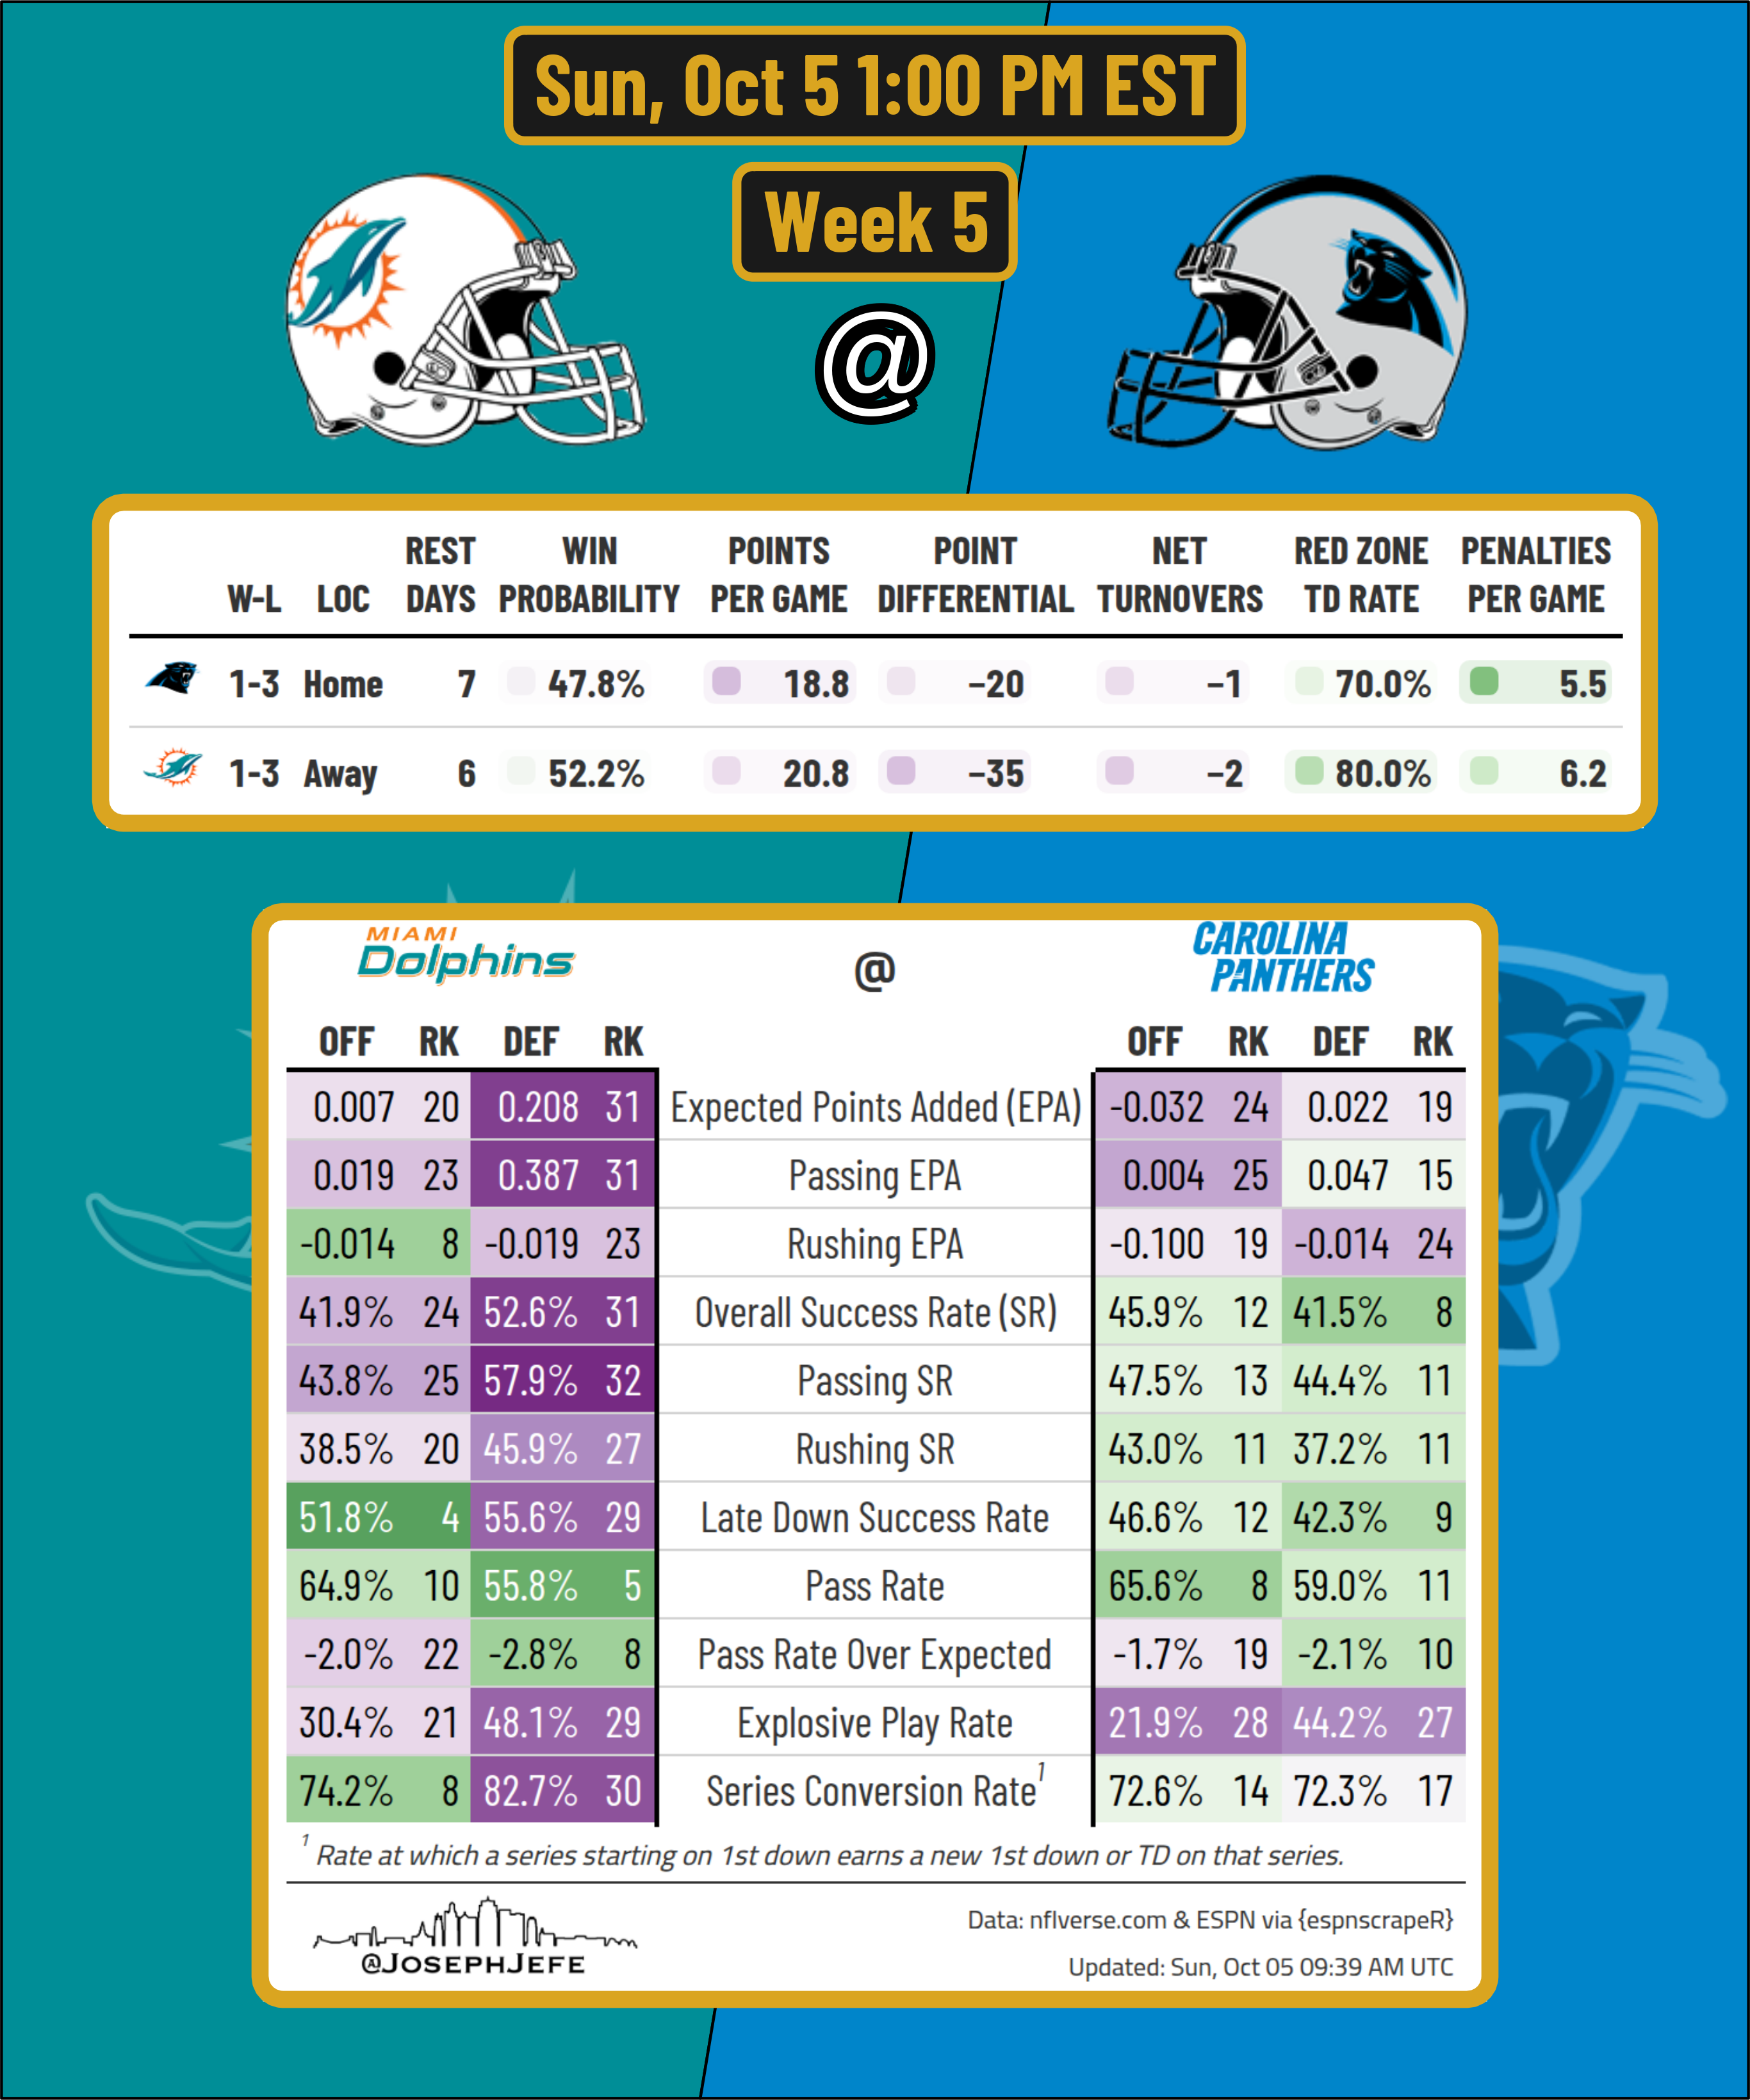 Sun, Oct 5 1:00 PM EST
Week 5
@
REST WIN POINTS POINT NET RED ZONE PENALTIES
W-L LOC DAYS PROBABILITY PER GAME DIFFERENTIAL TURNOVERS TD RATE PER GAME
1-3 Home 7 47.8% 18.8 −20 −1 70.0% 5.5
1-3 Away 6 52.2% 20.8 −35 −2 80.0% 6.2
MIAMI
Dolphins
@
CAROLINA
PANTHERS
OFF RK DEF RK OFF RK DEF RK
0.007 20 0.208 31 Expected Points Added (EPA) -0.032 24 0.022 19
0.019 23 0.387 31 Passing EPA 0.004 25 0.047 15
-0.014 8 -0.019 23 Rushing EPA -0.100 19 -0.014 24
41.9% 24 52.6% 31 Overall Success Rate (SR) 45.9% 12 41.5% 8
43.8% 25 57.9% 32 Passing SR 47.5% 13 44.4% 11
38.5% 20 45.9% 27 Rushing SR 43.0% 11 37.2% 11
51.8% 4 55.6% 29 Late Down Success Rate 46.6% 12 42.3% 9
64.9% 10 55.8% 5 Pass Rate 65.6% 8 59.0% 11
-2.0% 22 -2.8% 8 Pass Rate Over Expected -1.7% 19 -2.1% 10
30.4% 21 48.1% 29 Explosive Play Rate 21.9% 28 44.2% 27
74.2% 8 82.7% 30 Series Conversion Rate1 72.6% 14 72.3% 17
1 Rate at which a series starting on 1st down earns a new 1st down or TD on that series.
@JOSEPHJEFE
Data: nflverse.com & ESPN via {espnscrapeR}
Updated: Sun, Oct 05 09:39 AM UTC